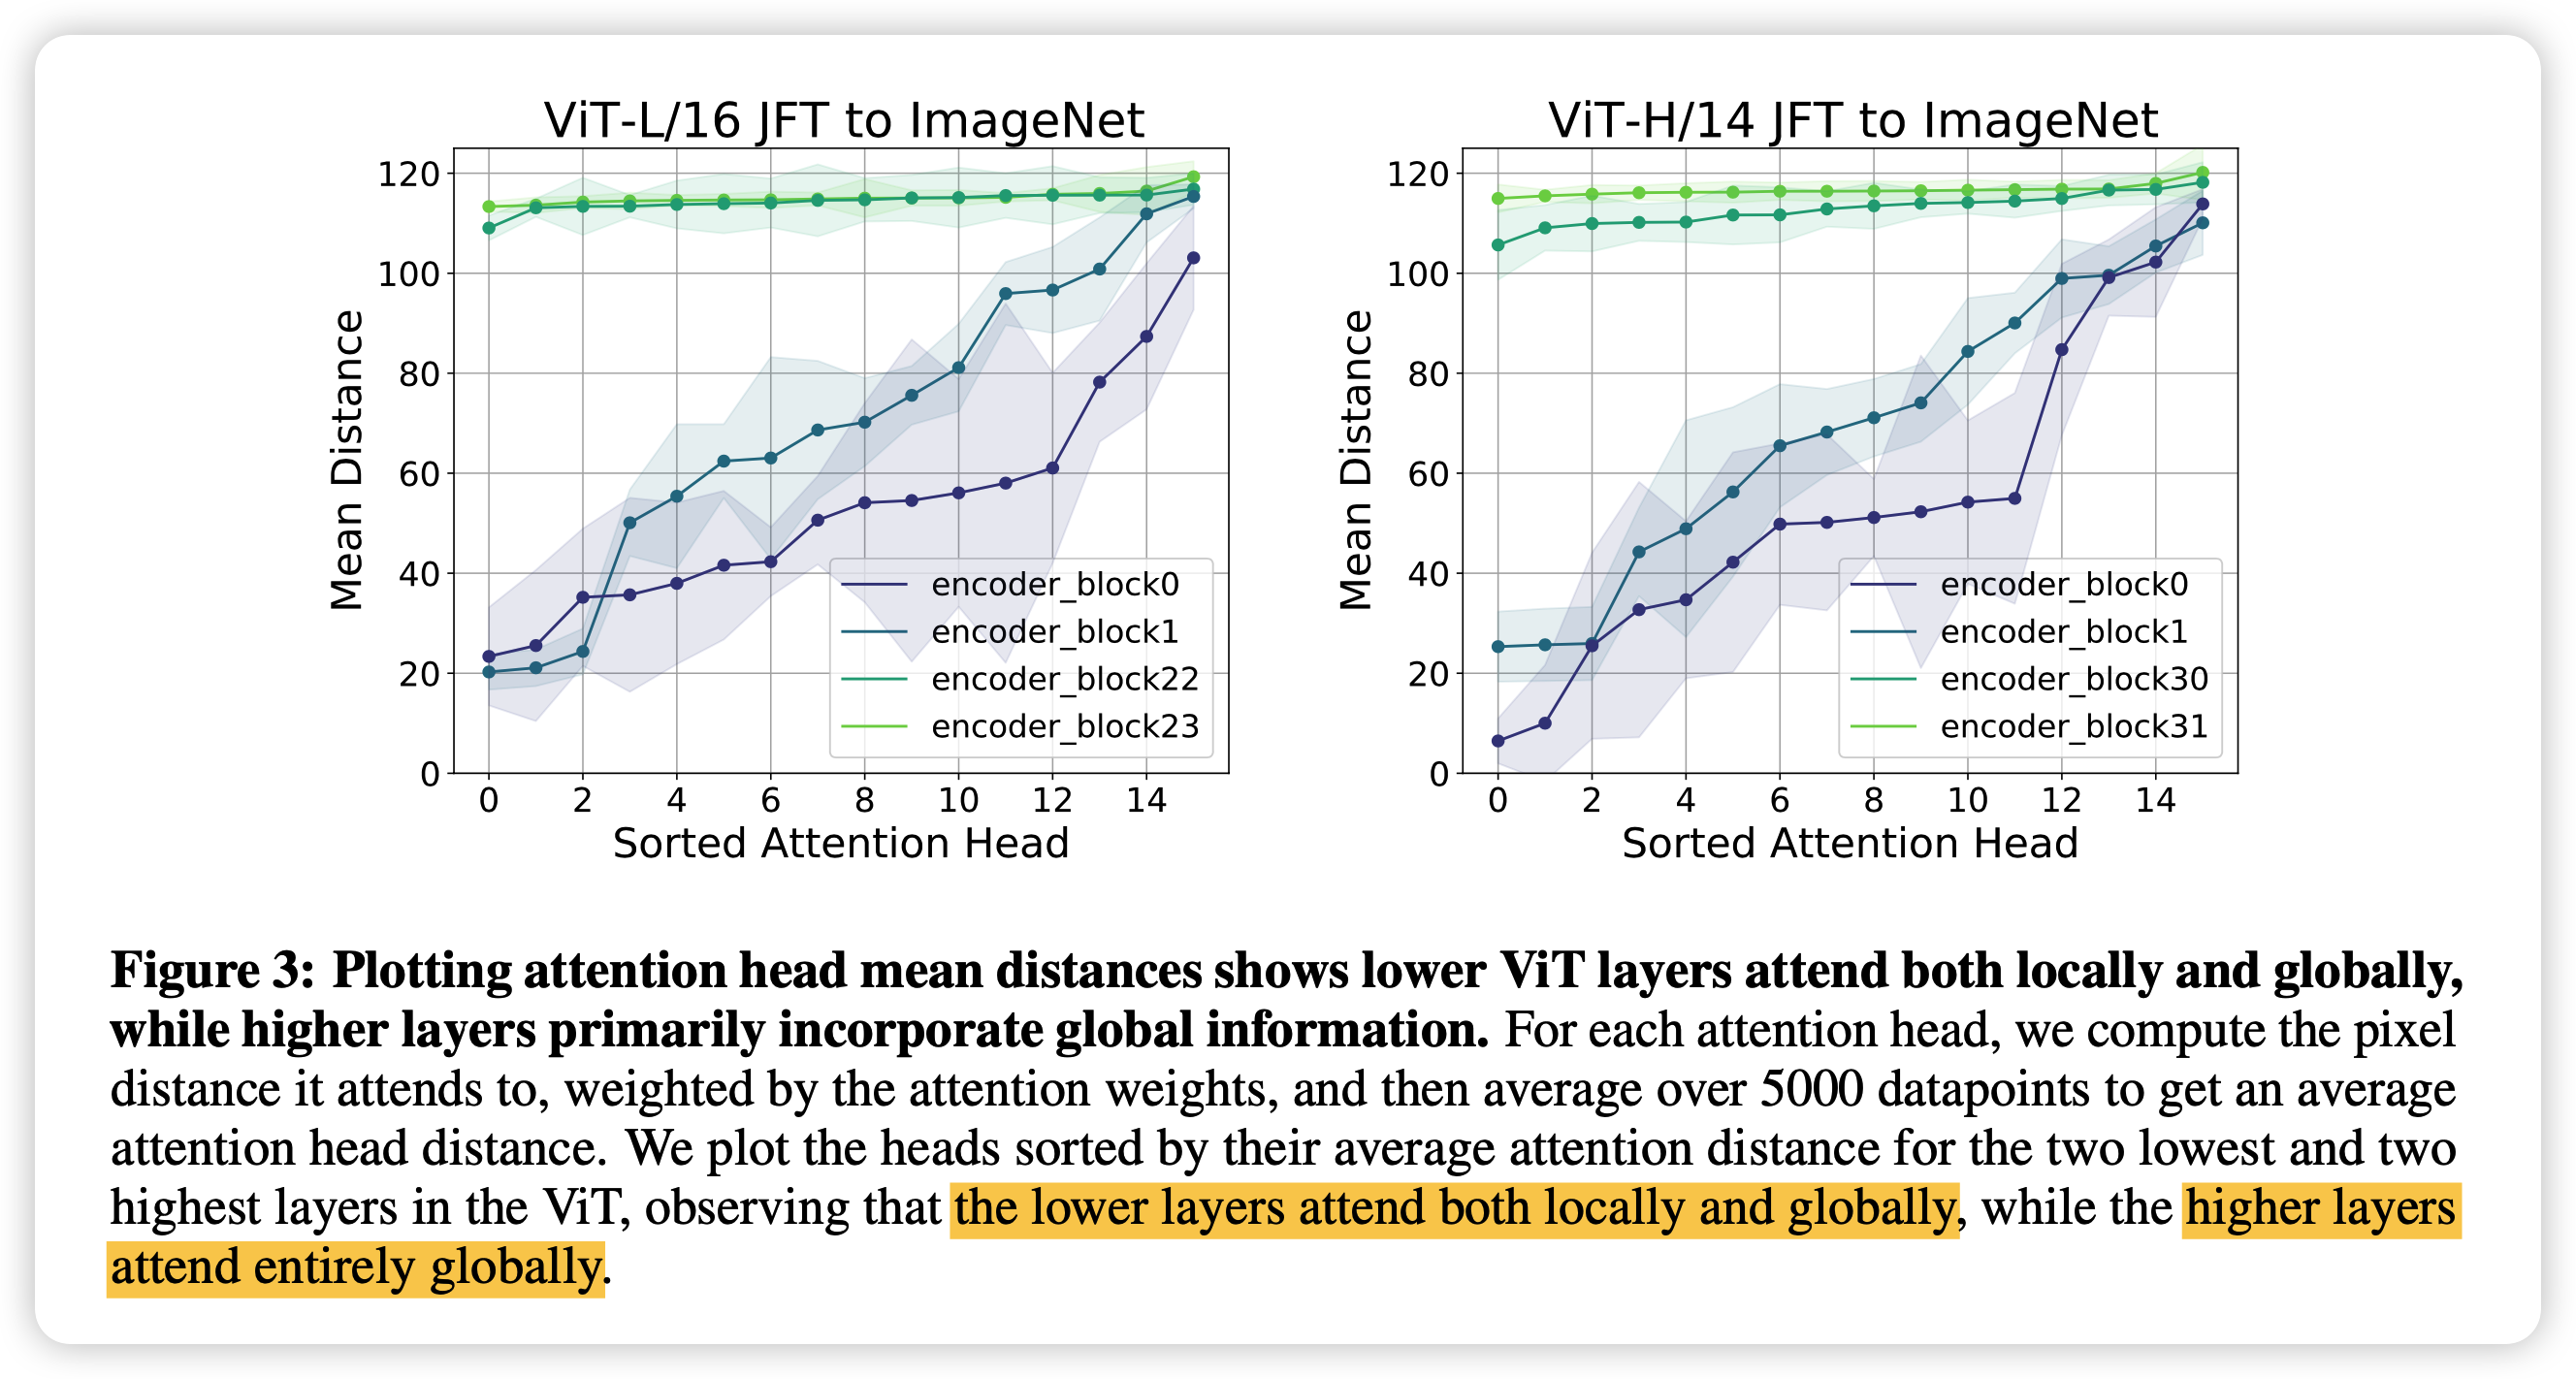 ViT-L/16 JFT to ImageNet
120
100
80
60
40
20
0
Mean Distance
encoder_block0
encoder_block1
encoder_block22
encoder_block23
0 2 4 6 8 10 12 14
Sorted Attention Head
ViT-H/14 JFT to ImageNet
120
100
80
60
40
20
0
Mean Distance
encoder_block0
encoder_block1
encoder_block30
encoder_block31
0 2 4 6 8 10 12 14
Sorted Attention Head
Figure 3: Plotting attention head mean distances shows lower ViT layers attend both locally and globally,
while higher layers primarily incorporate global information. For each attention head, we compute the pixel
distance it attends to, weighted by the attention weights, and then average over 5000 datapoints to get an average
attention head distance. We plot the heads sorted by their average attention distance for the two lowest and two
highest layers in the ViT, observing that the lower layers attend both locally and globally, while the higher layers
attend entirely globally.